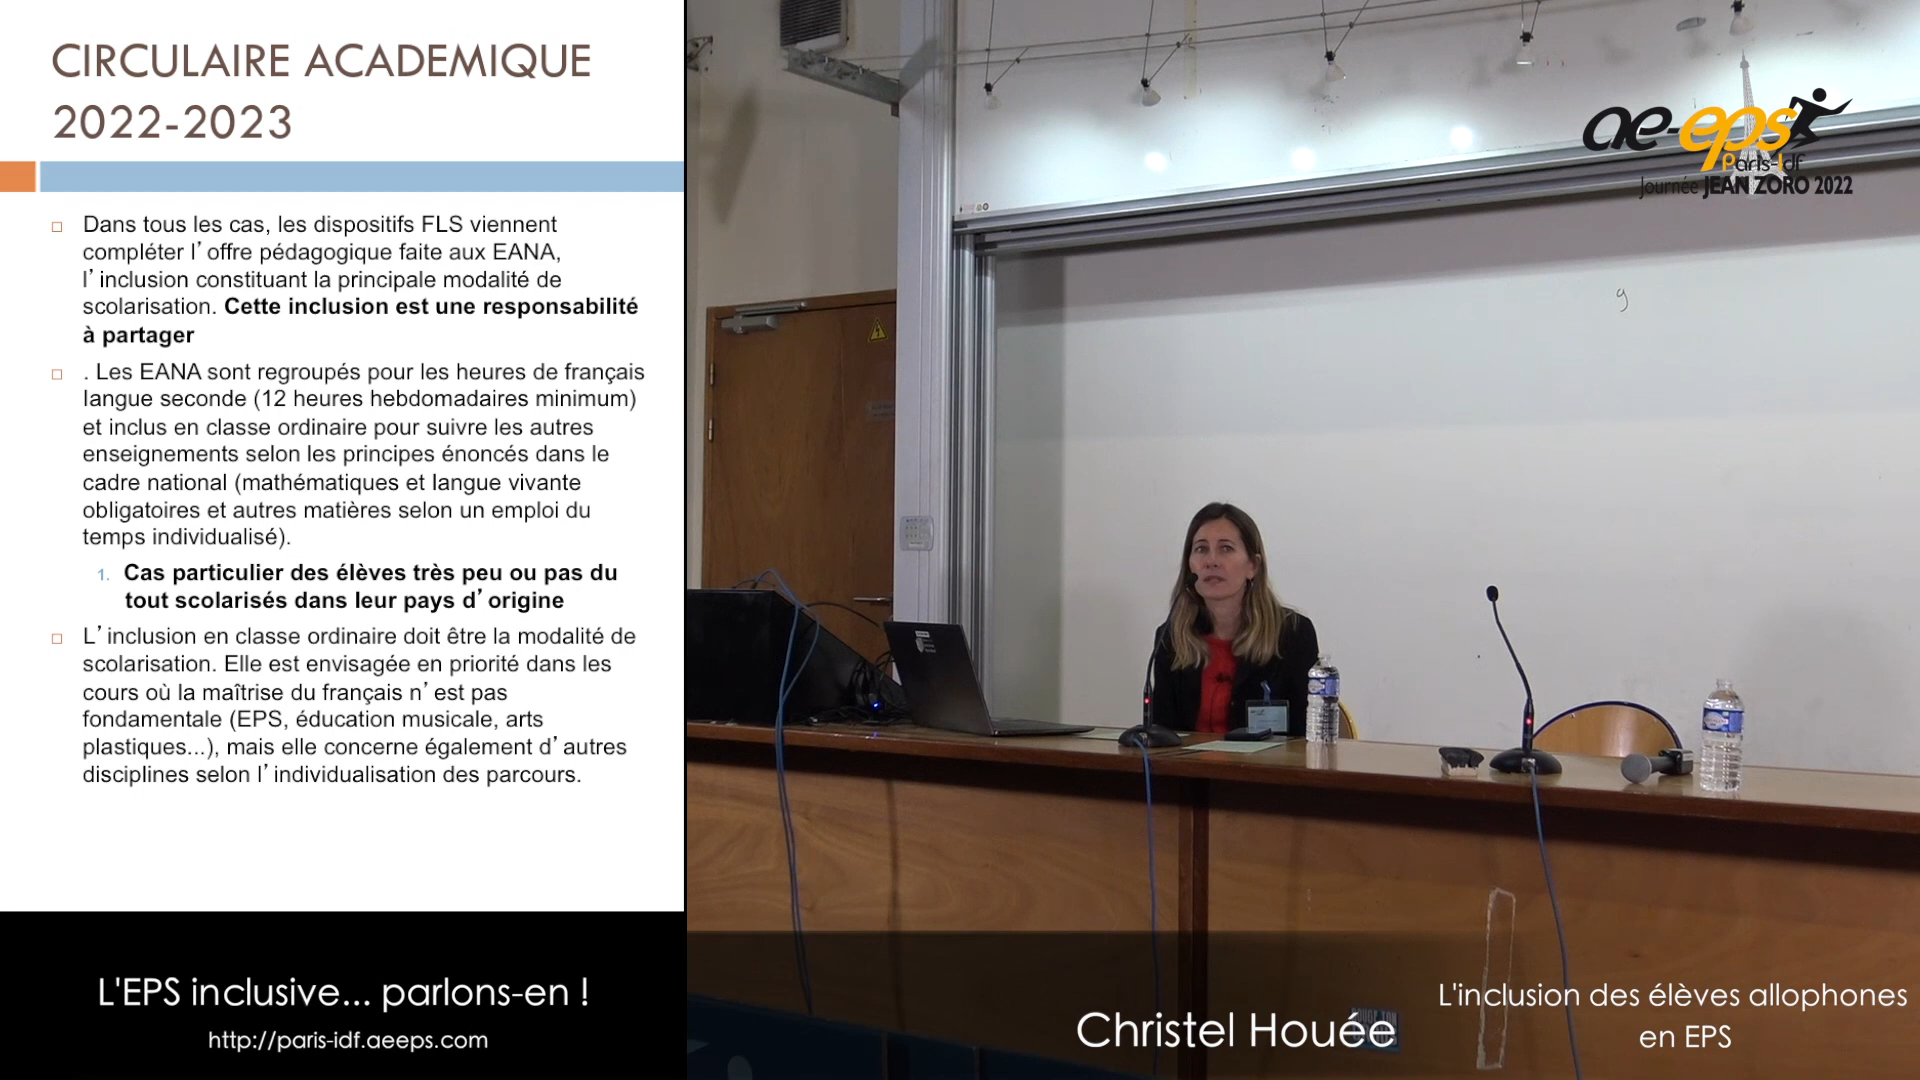 CIRCULAIRE ACADEMIQUE
2022-2023
Dans tous les cas, les dispositifs FLS viennent
compléter l’offre pédagogique faite aux EANA,
l’inclusion constituant la principale modalité de
scolarisation. Cette inclusion est une responsabilité
à partager
. Les EANA sont regroupés pour les heures de français
langue seconde (12 heures hebdomadaires minimum)
et inclus en classe ordinaire pour suivre les autres
enseignements selon les principes énoncés dans le
cadre national (mathématiques et langue vivante
obligatoires et autres matières selon un emploi du
temps individualisé).
1. Cas particulier des élèves très peu ou pas du
tout scolarisés dans leur pays d’origine
L’inclusion en classe ordinaire doit être la modalité de
scolarisation. Elle est envisagée en priorité dans les
cours où la maîtrise du français n’est pas
fondamentale (EPS, éducation musicale, arts
plastiques...), mais elle concerne également d’autres
disciplines selon l’individualisation des parcours.
L'EPS inclusive... parlons-en !
http://paris-idf.aeeps.com
ae-eps
Paris-Idf
Journée JEAN ZORO 2022
Christel Houée
L'inclusion des élèves allophones
en EPS